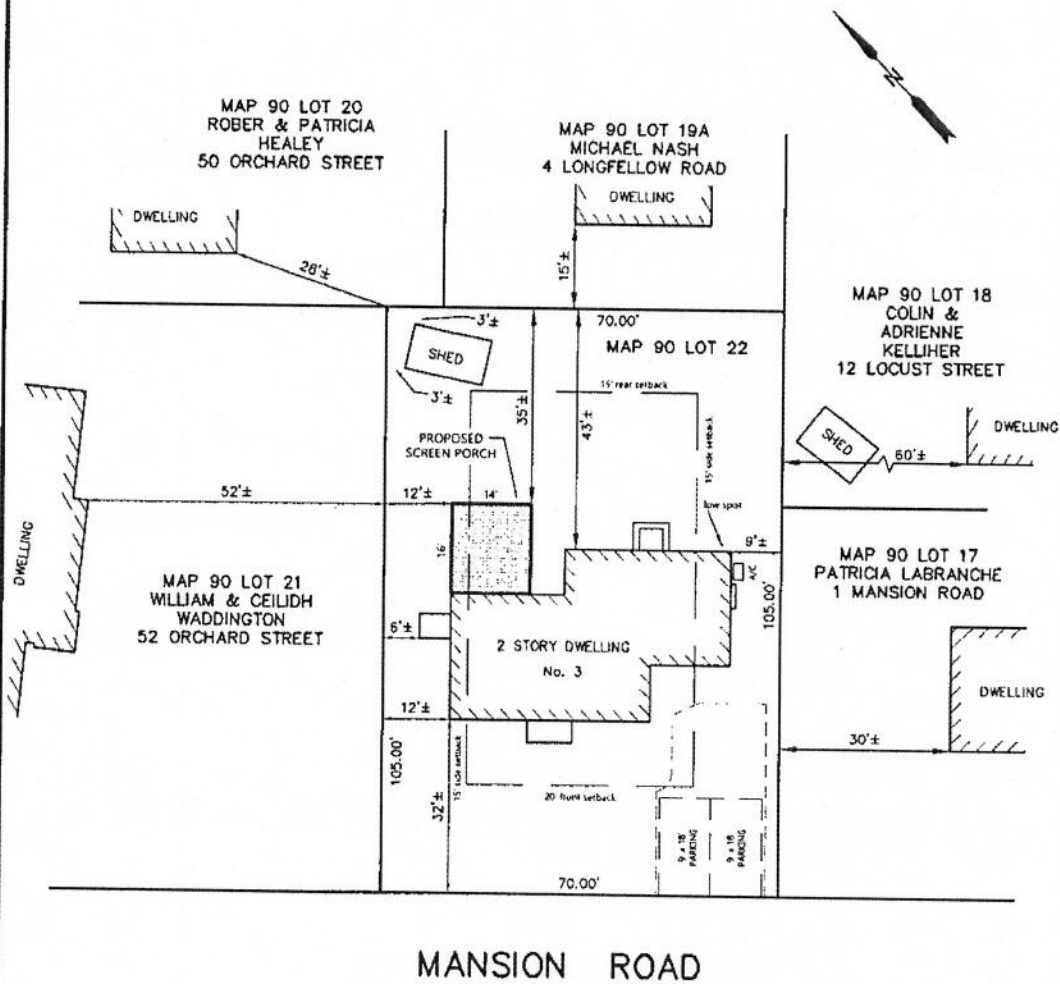 N
MAP 90 LOT 20
ROBER & PATRICIA
HEALEY
50 ORCHARD STREET
MAP 90 LOT 19A
MICHAEL NASH
4 LONGFELLOW ROAD
DWELLING
DWELLING
28'±
15'±
MAP 90 LOT 18
COLIN &
ADRIENNE
KELLIHER
12 LOCUST STREET
3'±
SHED
3'±
70.00'
MAP 90 LOT 22
15' rear setback
35'±
43'±
15' side setback
PROPOSED
SCREEN PORCH
SHED
DWELLING
60'±
52'±
12'±
14'
16'
low spot
9'±
A/C
DWELLING
MAP 90 LOT 21
WILLIAM & CEILIDH
WADDINGTON
52 ORCHARD STREET
MAP 90 LOT 17
PATRICIA LABRANCHE
1 MANSION ROAD
105.00'
6'±
2 STORY DWELLING
No. 3
DWELLING
12'±
30'±
105.00'
32'±
15' side setback
20' front setback
9 x 18
PARKING
9 x 18
PARKING
70.00'
MANSION ROAD